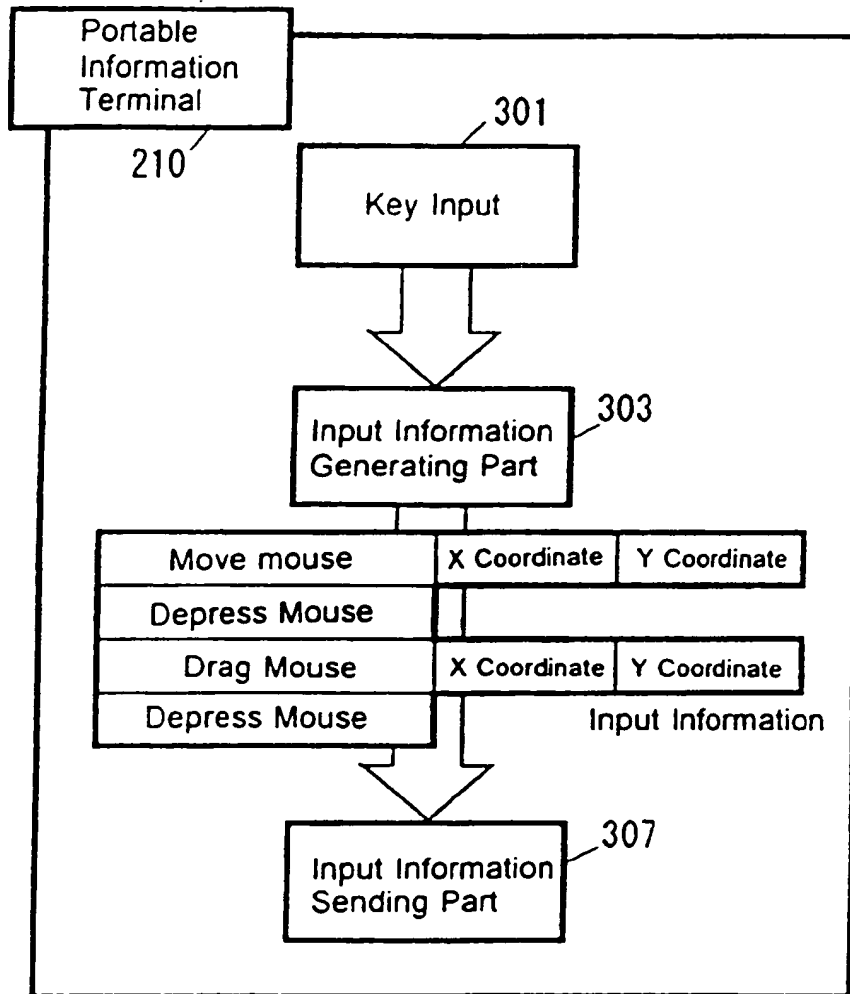 Portable
Information
Terminal
210
301
Key Input
303
Input Information
Generating Part
Move mouse X Coordinate Y Coordinate
Depress Mouse
Drag Mouse X Coordinate Y Coordinate
Depress Mouse
Input Information
307
Input Information
Sending Part